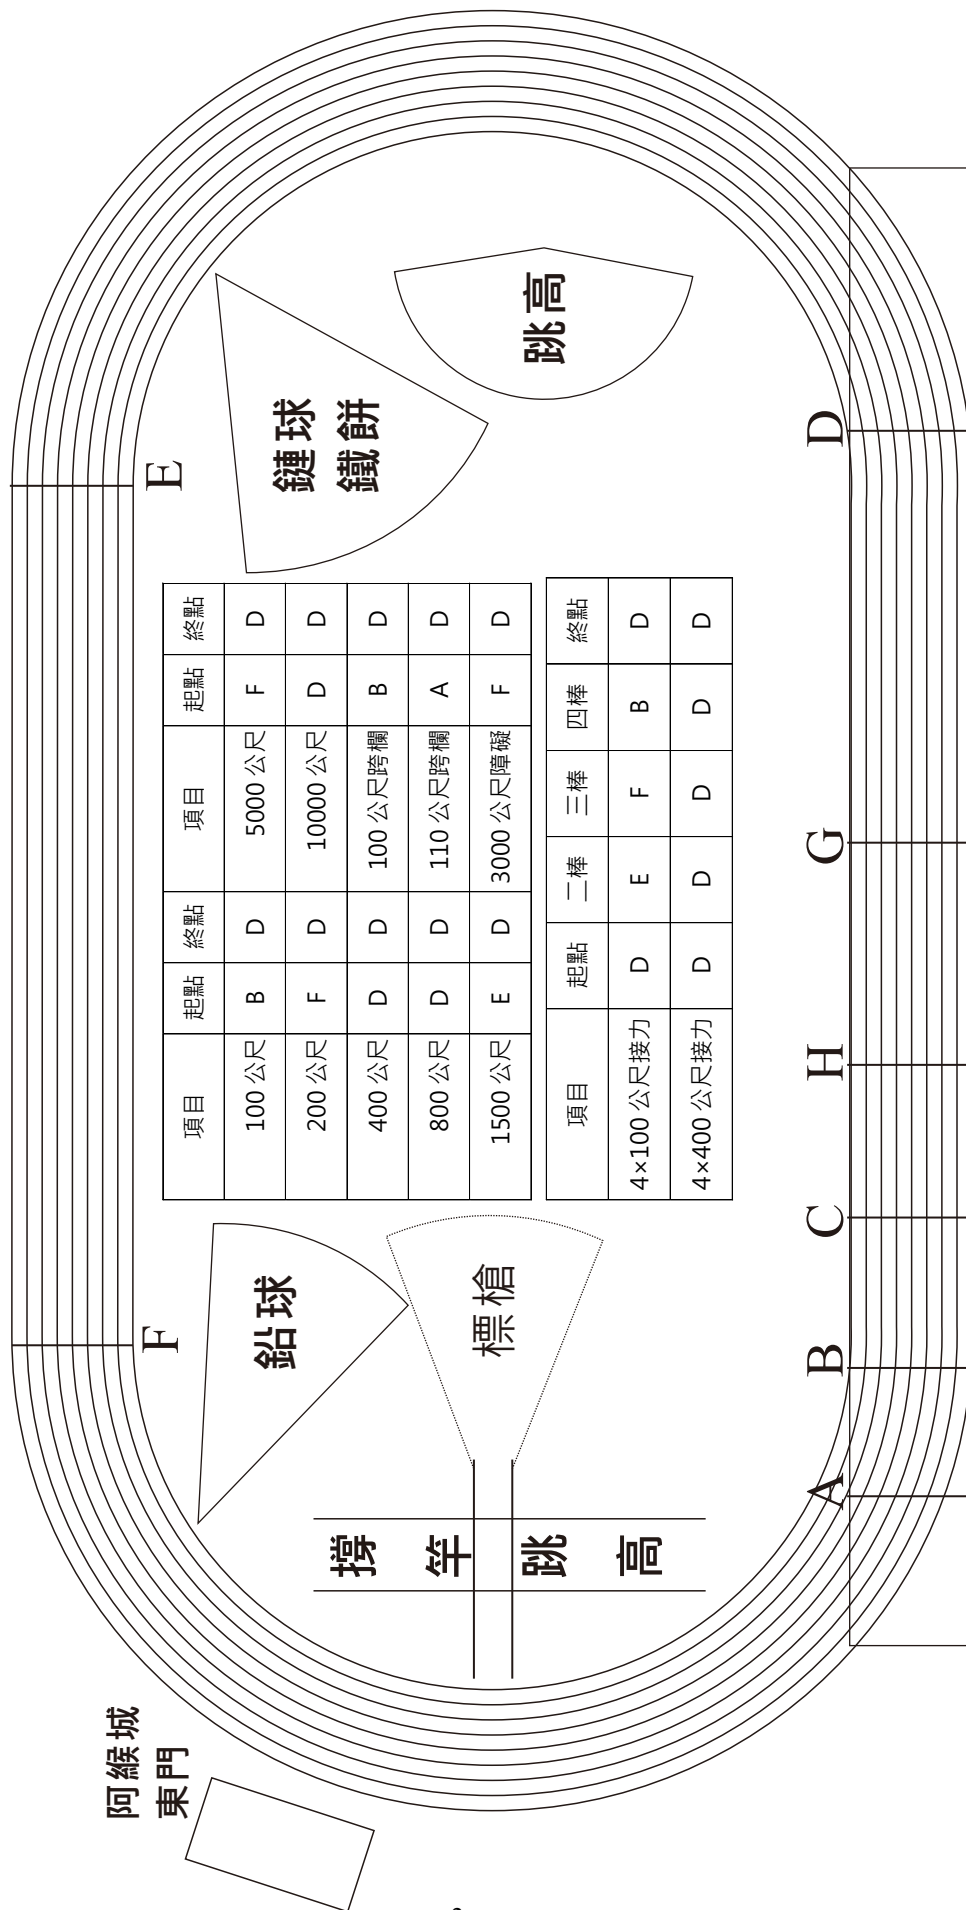 阿緱城
東門
F
E
鉛球
鏈球
鐵餅
項目 起點 終點 項目 起點 終點
100 公尺 B D 5000 公尺 F D
200 公尺 F D 10000 公尺 D D
400 公尺 D D 100 公尺跨欄 B D
800 公尺 D D 110 公尺跨欄 A D
1500 公尺 E D 3000 公尺障礙 F D
標槍
撐
竿
跳
高
跳高
項目 起點 二棒 三棒 四棒 終點
4×100 公尺接力 D E F B D
4×400 公尺接力 D D D D D
A
B
C
H
G
D